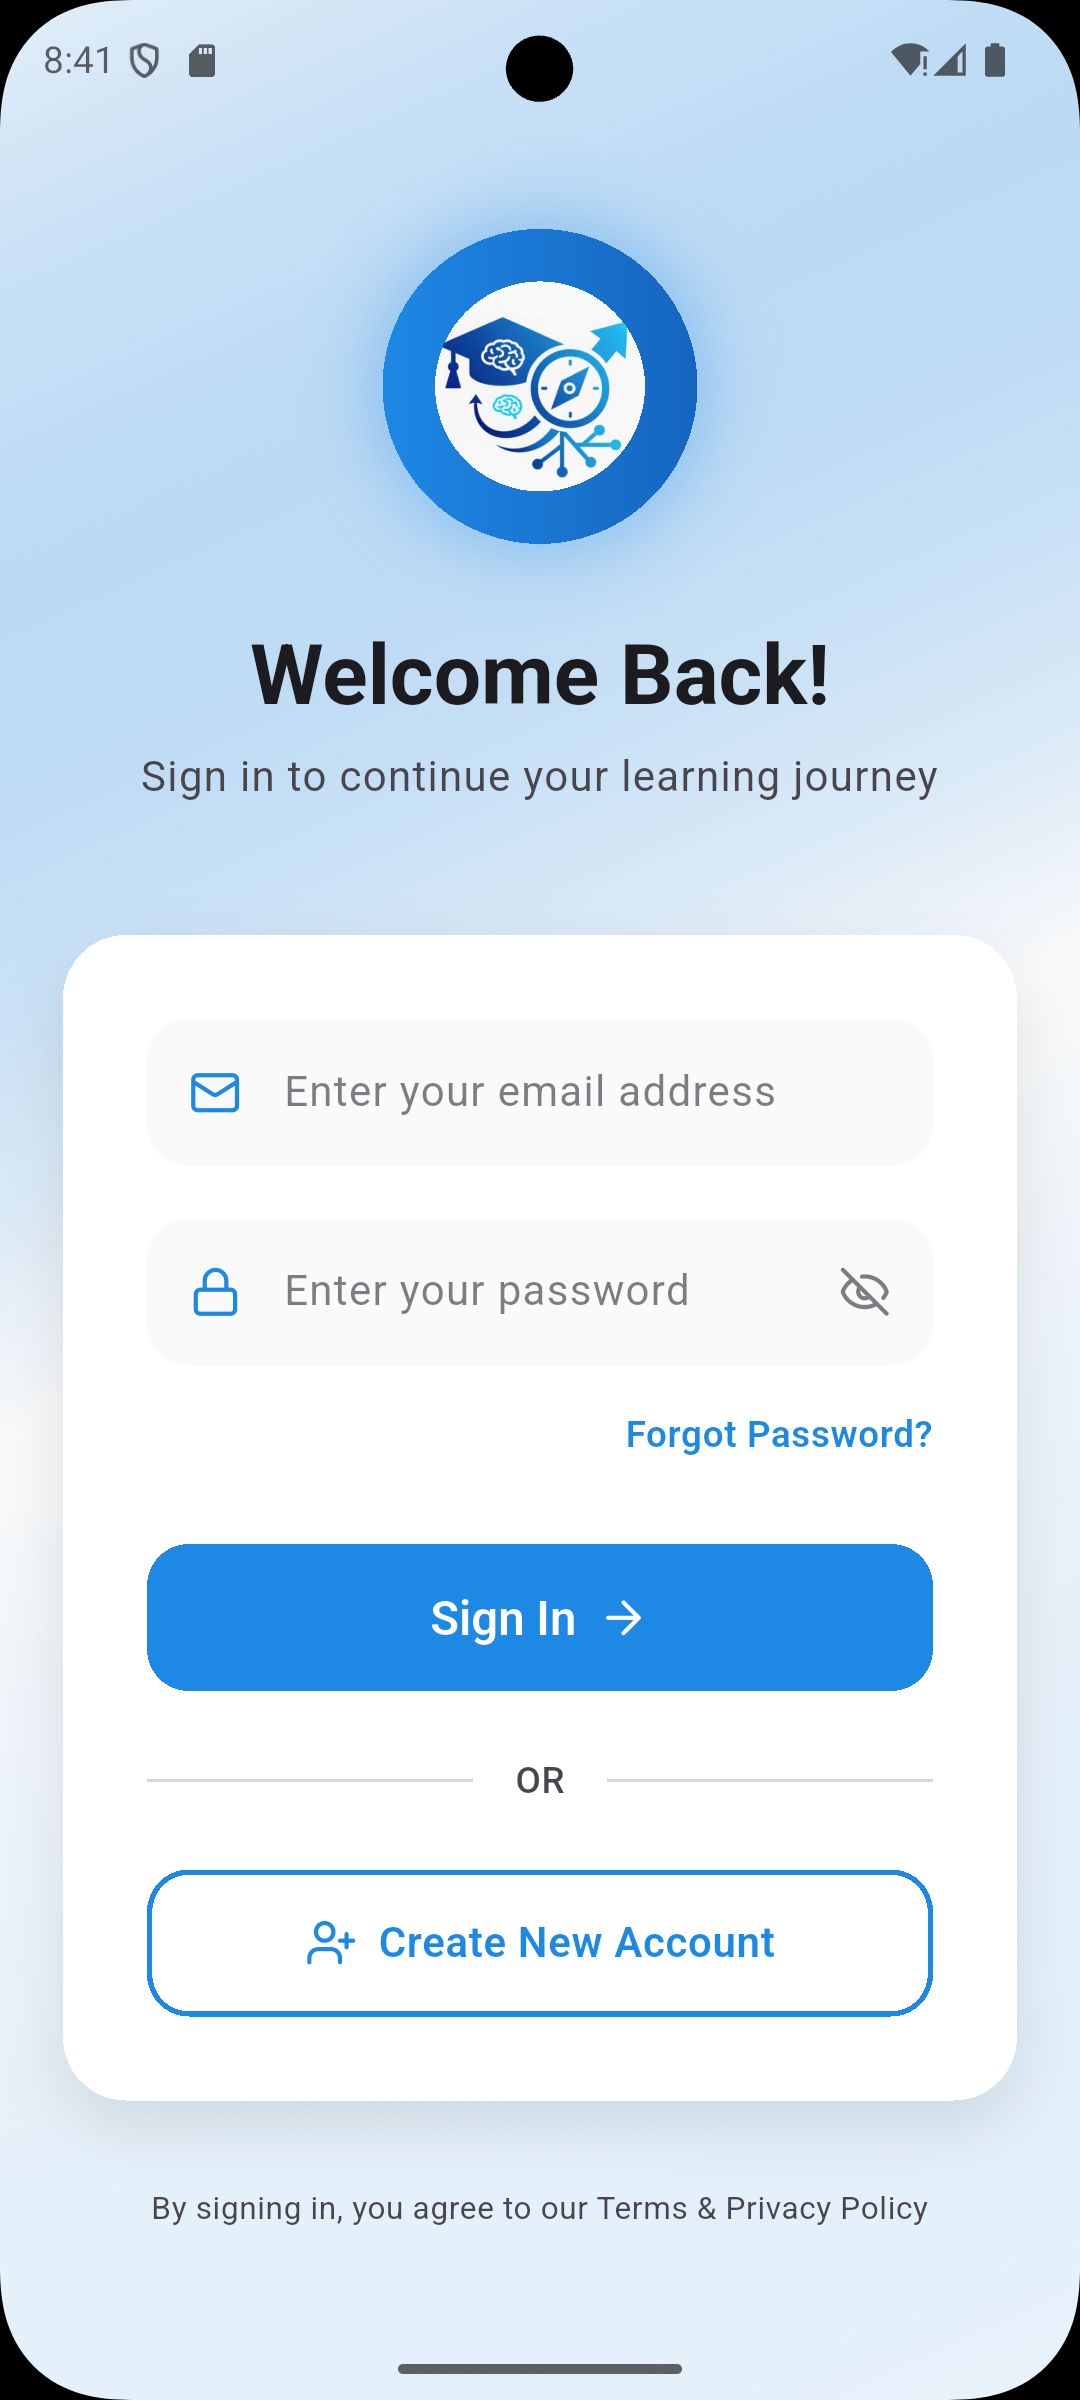 8:41
Welcome Back!
Sign in to continue your learning journey
Enter your email address
Enter your password
Forgot Password?
Sign In
OR
Create New Account
By signing in, you agree to our Terms & Privacy Policy